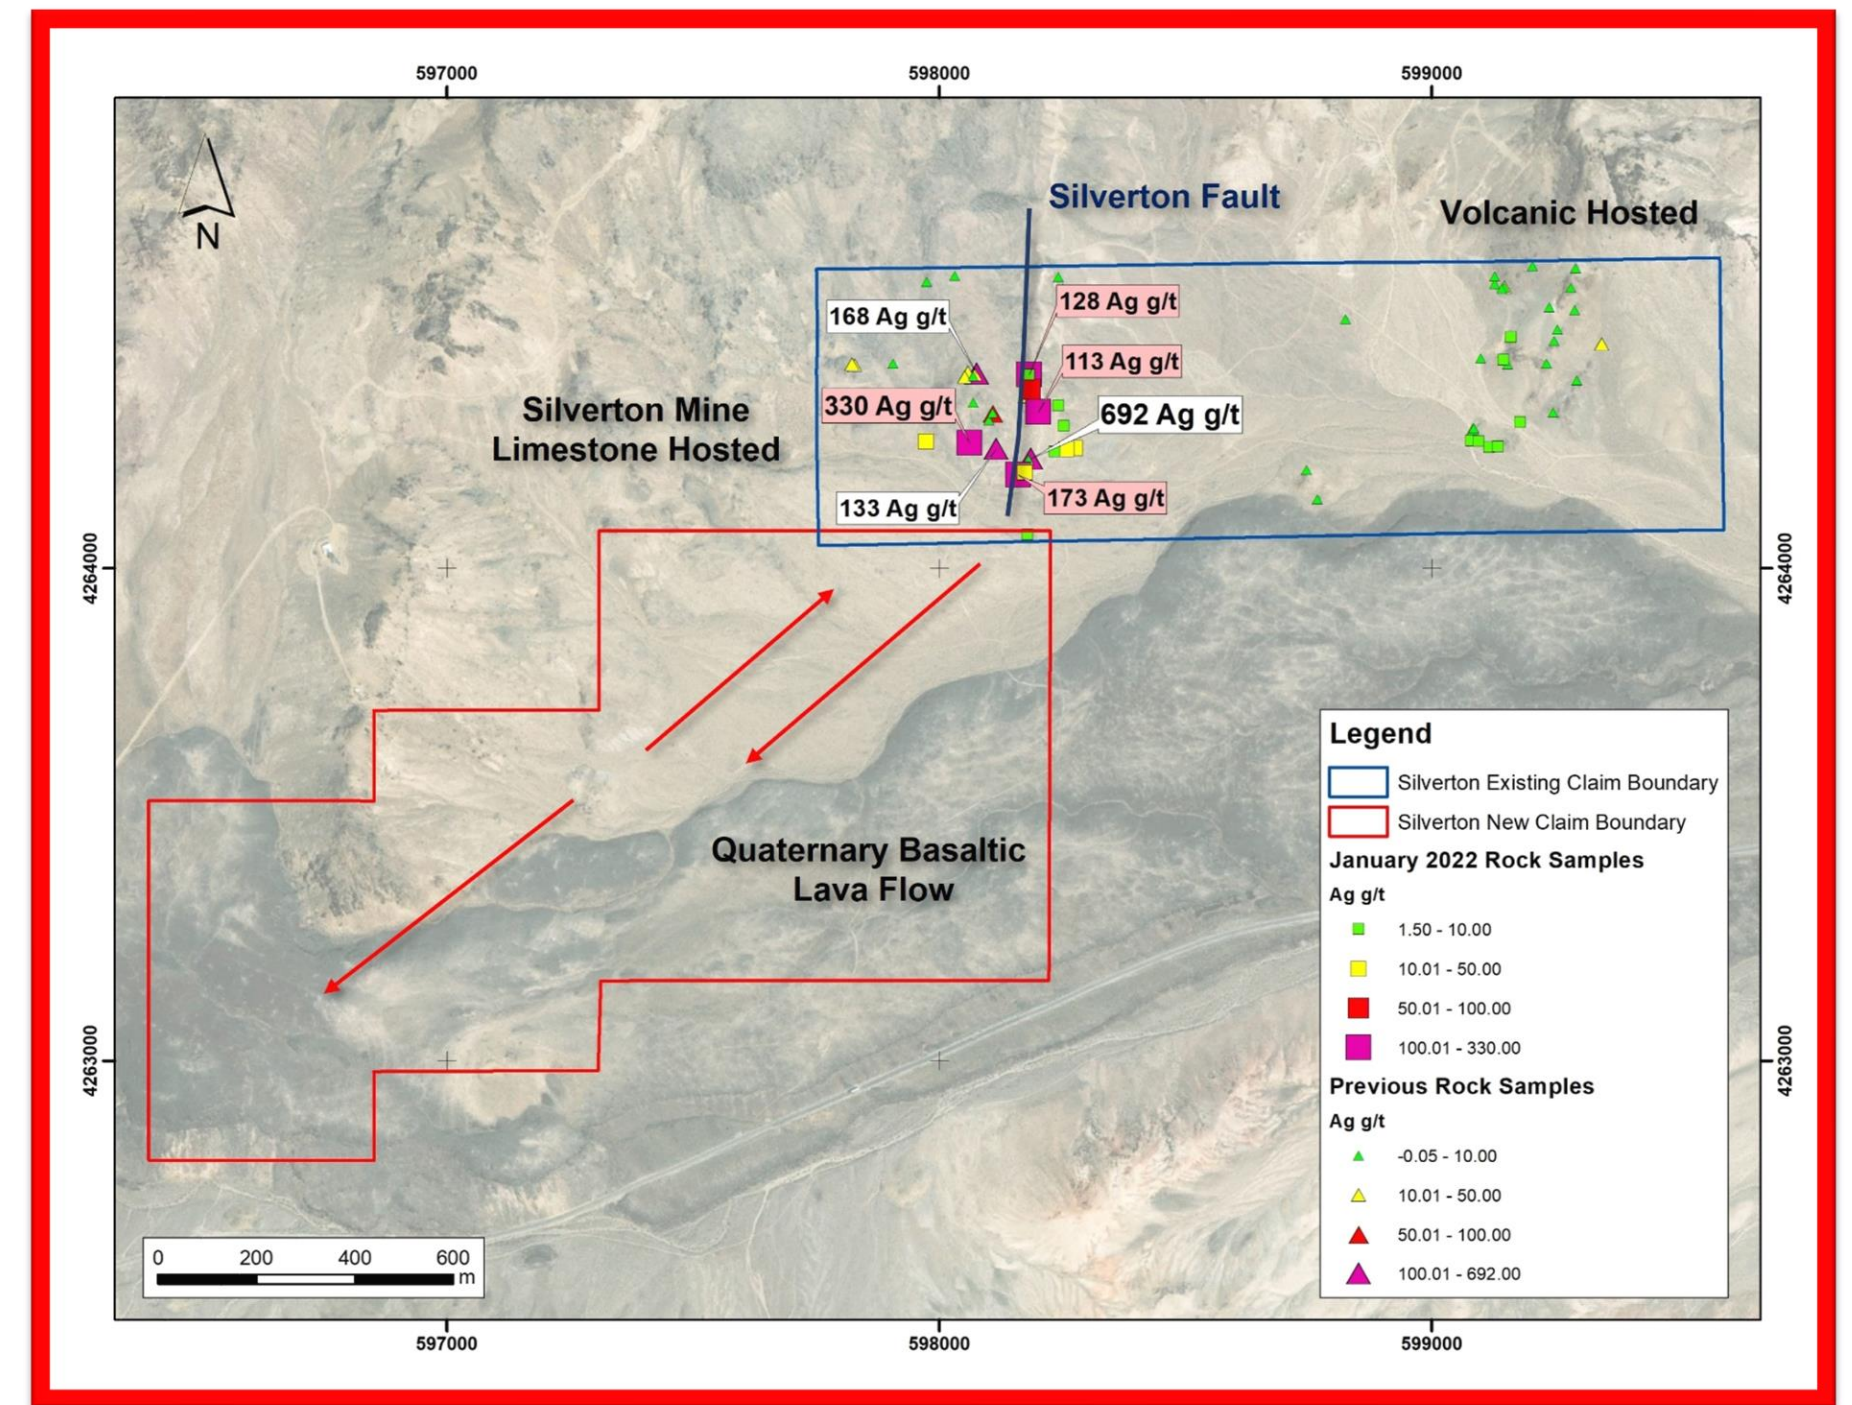 597000
598000
599000
Silverton Fault
Volcanic Hosted
N
168 Ag g/t
128 Ag g/t
113 Ag g/t
330 Ag g/t
692 Ag g/t
Silverton Mine
Limestone Hosted
173 Ag g/t
133 Ag g/t
4264000
4264000
Quaternary Basaltic
Lava Flow
4263000
4263000
Legend
Silverton Existing Claim Boundary
Silverton New Claim Boundary
January 2022 Rock Samples
Ag g/t
1.50 - 10.00
10.01 - 50.00
50.01 - 100.00
100.01 - 330.00
Previous Rock Samples
Ag g/t
-0.05 - 10.00
10.01 - 50.00
50.01 - 100.00
100.01 - 692.00
0 200 400 600
m
597000
598000
599000